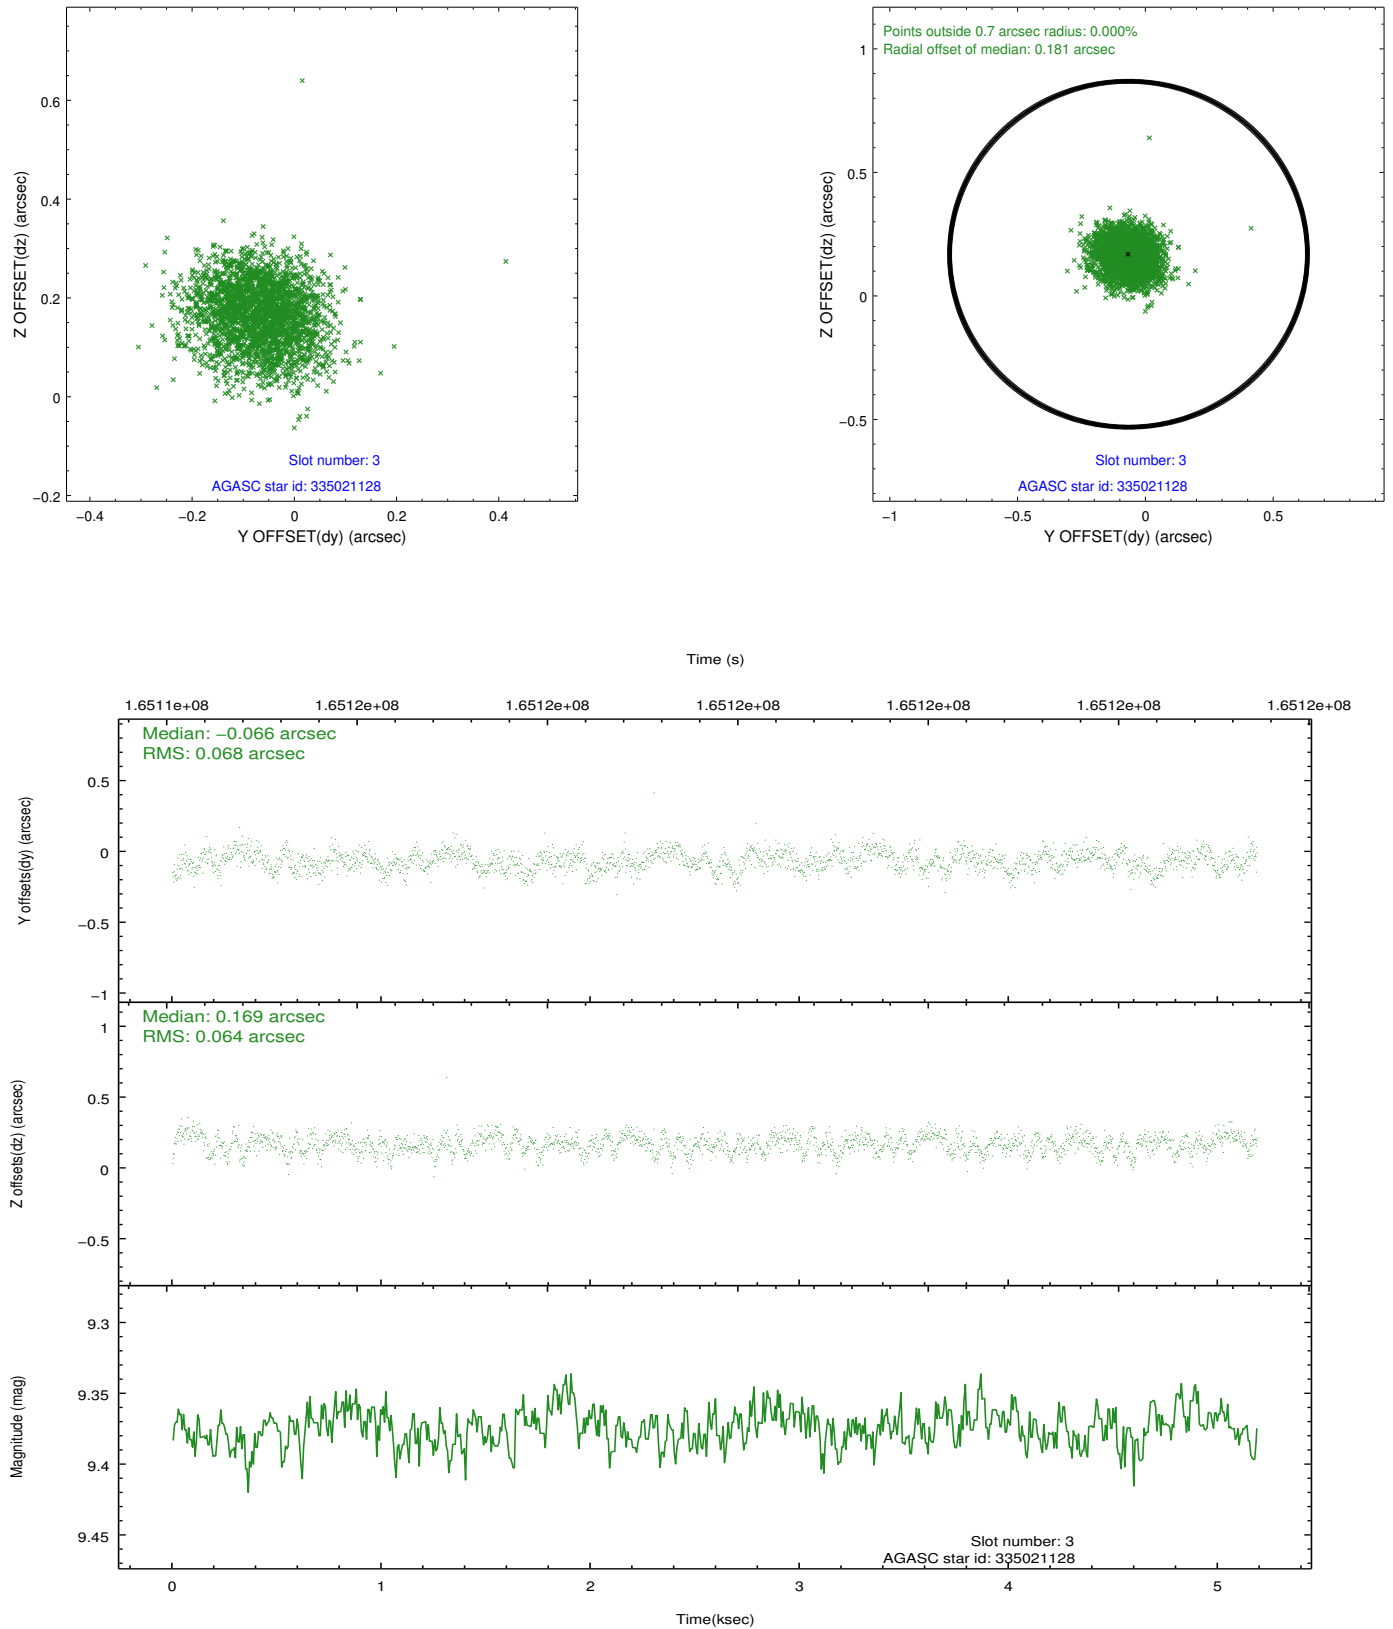 0.6
0.4
0.2
0
−0.2
Z OFFSET(dz) (arcsec)
Slot number: 3
AGASC star id: 335021128
−0.4 −0.2 0 0.2 0.4
Y OFFSET(dy) (arcsec)
Points outside 0.7 arcsec radius: 0.000%
Radial offset of median: 0.181 arcsec
1
0.5
0
−0.5
Z OFFSET(dz) (arcsec)
Slot number: 3
AGASC star id: 335021128
−1 −0.5 0 0.5
Y OFFSET(dy) (arcsec)
Time (s)
1.6511e+08 1.6512e+08 1.6512e+08 1.6512e+08 1.6512e+08 1.6512e+08 1.6512e+08
Median: −0.066 arcsec
RMS: 0.068 arcsec
0.5
0
−0.5
−1
Y offsets(dy) (arcsec)
Median: 0.169 arcsec
RMS: 0.064 arcsec
1
0.5
0
−0.5
Z offsets(dz) (arcsec)
9.3
9.35
9.4
9.45
Magnitude (mag)
Slot number: 3
AGASC star id: 335021128
0 1 2 3 4 5
Time(ksec)